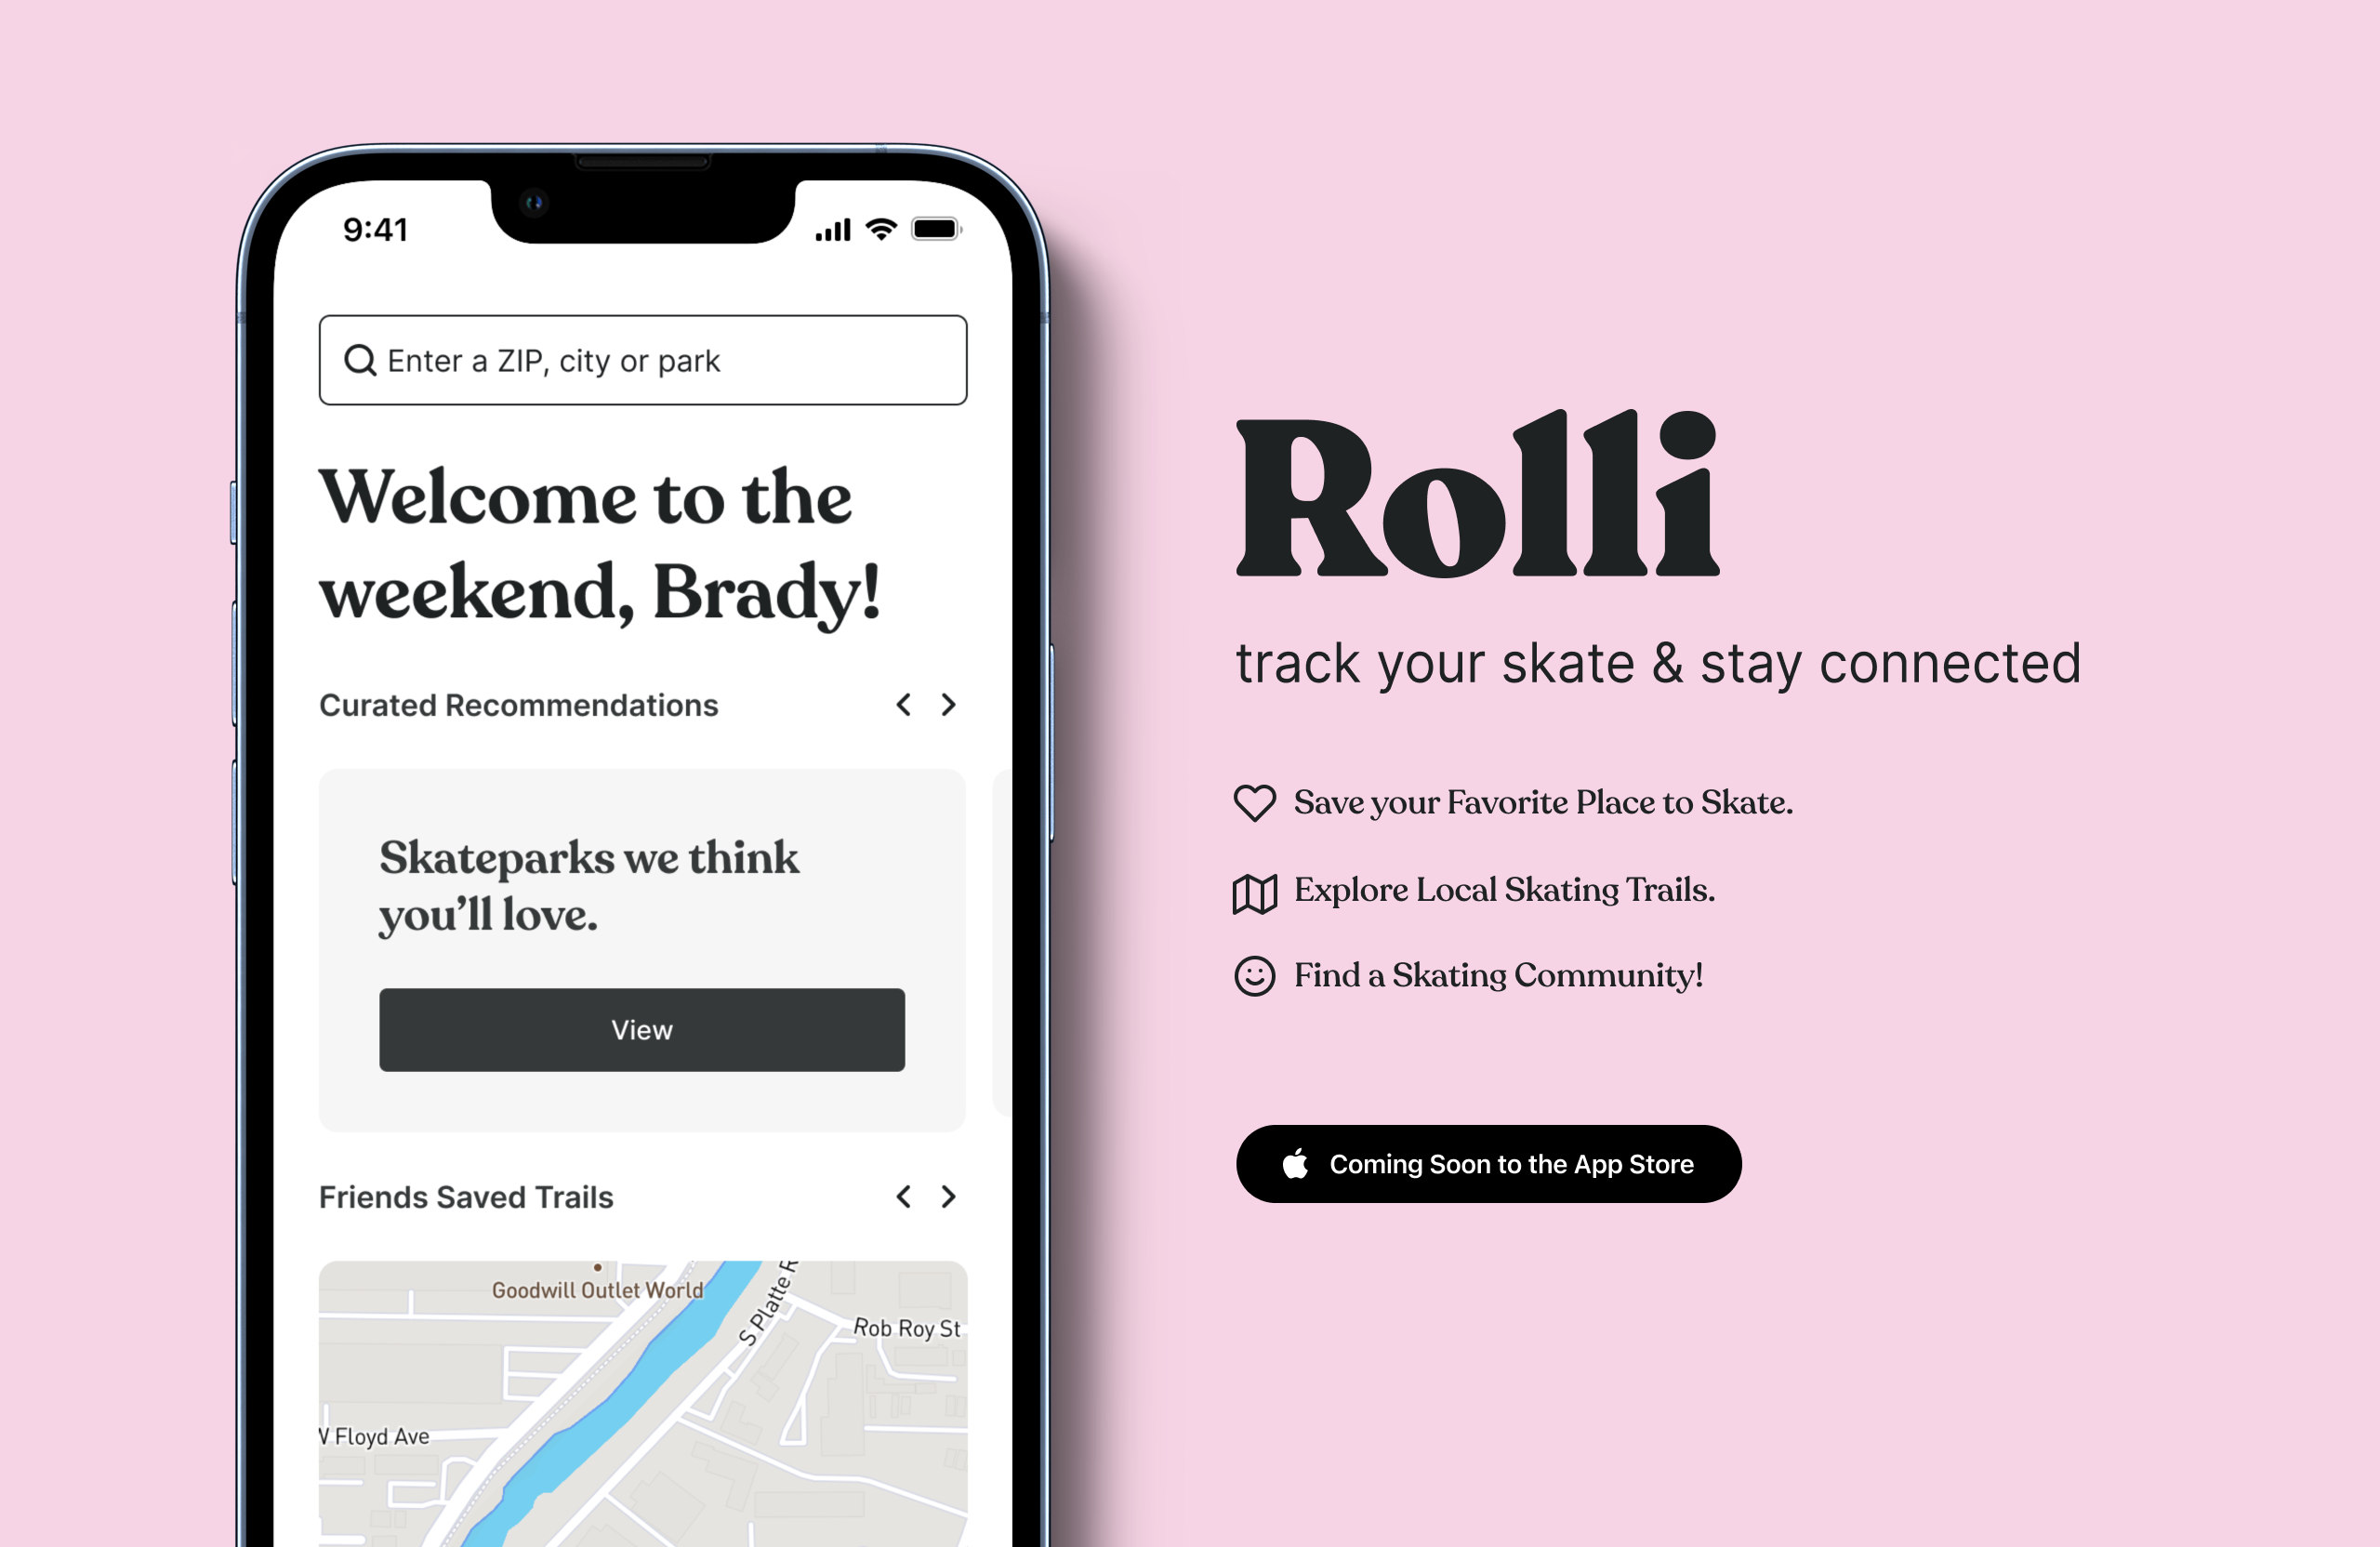 9:41
Enter a ZIP, city or park
Welcome to the
weekend, Brady!
Curated Recommendations
Skateparks we think
you’ll love.
View
Friends Saved Trails
Goodwill Outlet World
S Platte R
Rob Roy St
W Floyd Ave
Rolli
track your skate & stay connected
Save your Favorite Place to Skate.
Explore Local Skating Trails.
Find a Skating Community!
Coming Soon to the App Store